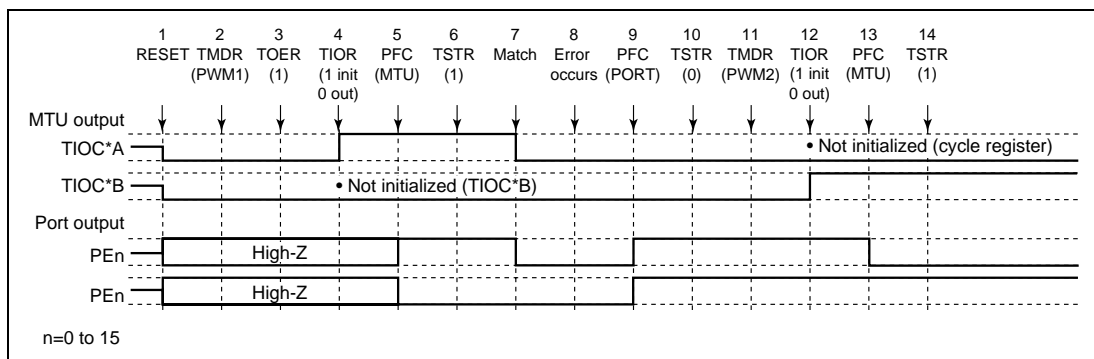 1 2 3 4 5 6 7 8 9 10 11 12 13 14
RESET TMDR TOER TIOR PFC TSTR Match Error PFC TSTR TMDR TIOR PFC TSTR
(PWM1) (1) (1 init (MTU) (1) occurs (PORT) (0) (PWM2) (1 init (MTU) (1)
0 out) 0 out)
MTU output
TIOC*A • Not initialized (cycle register)
TIOC*B • Not initialized (TIOC*B)
Port output
PEn High-Z
PEn High-Z
n=0 to 15